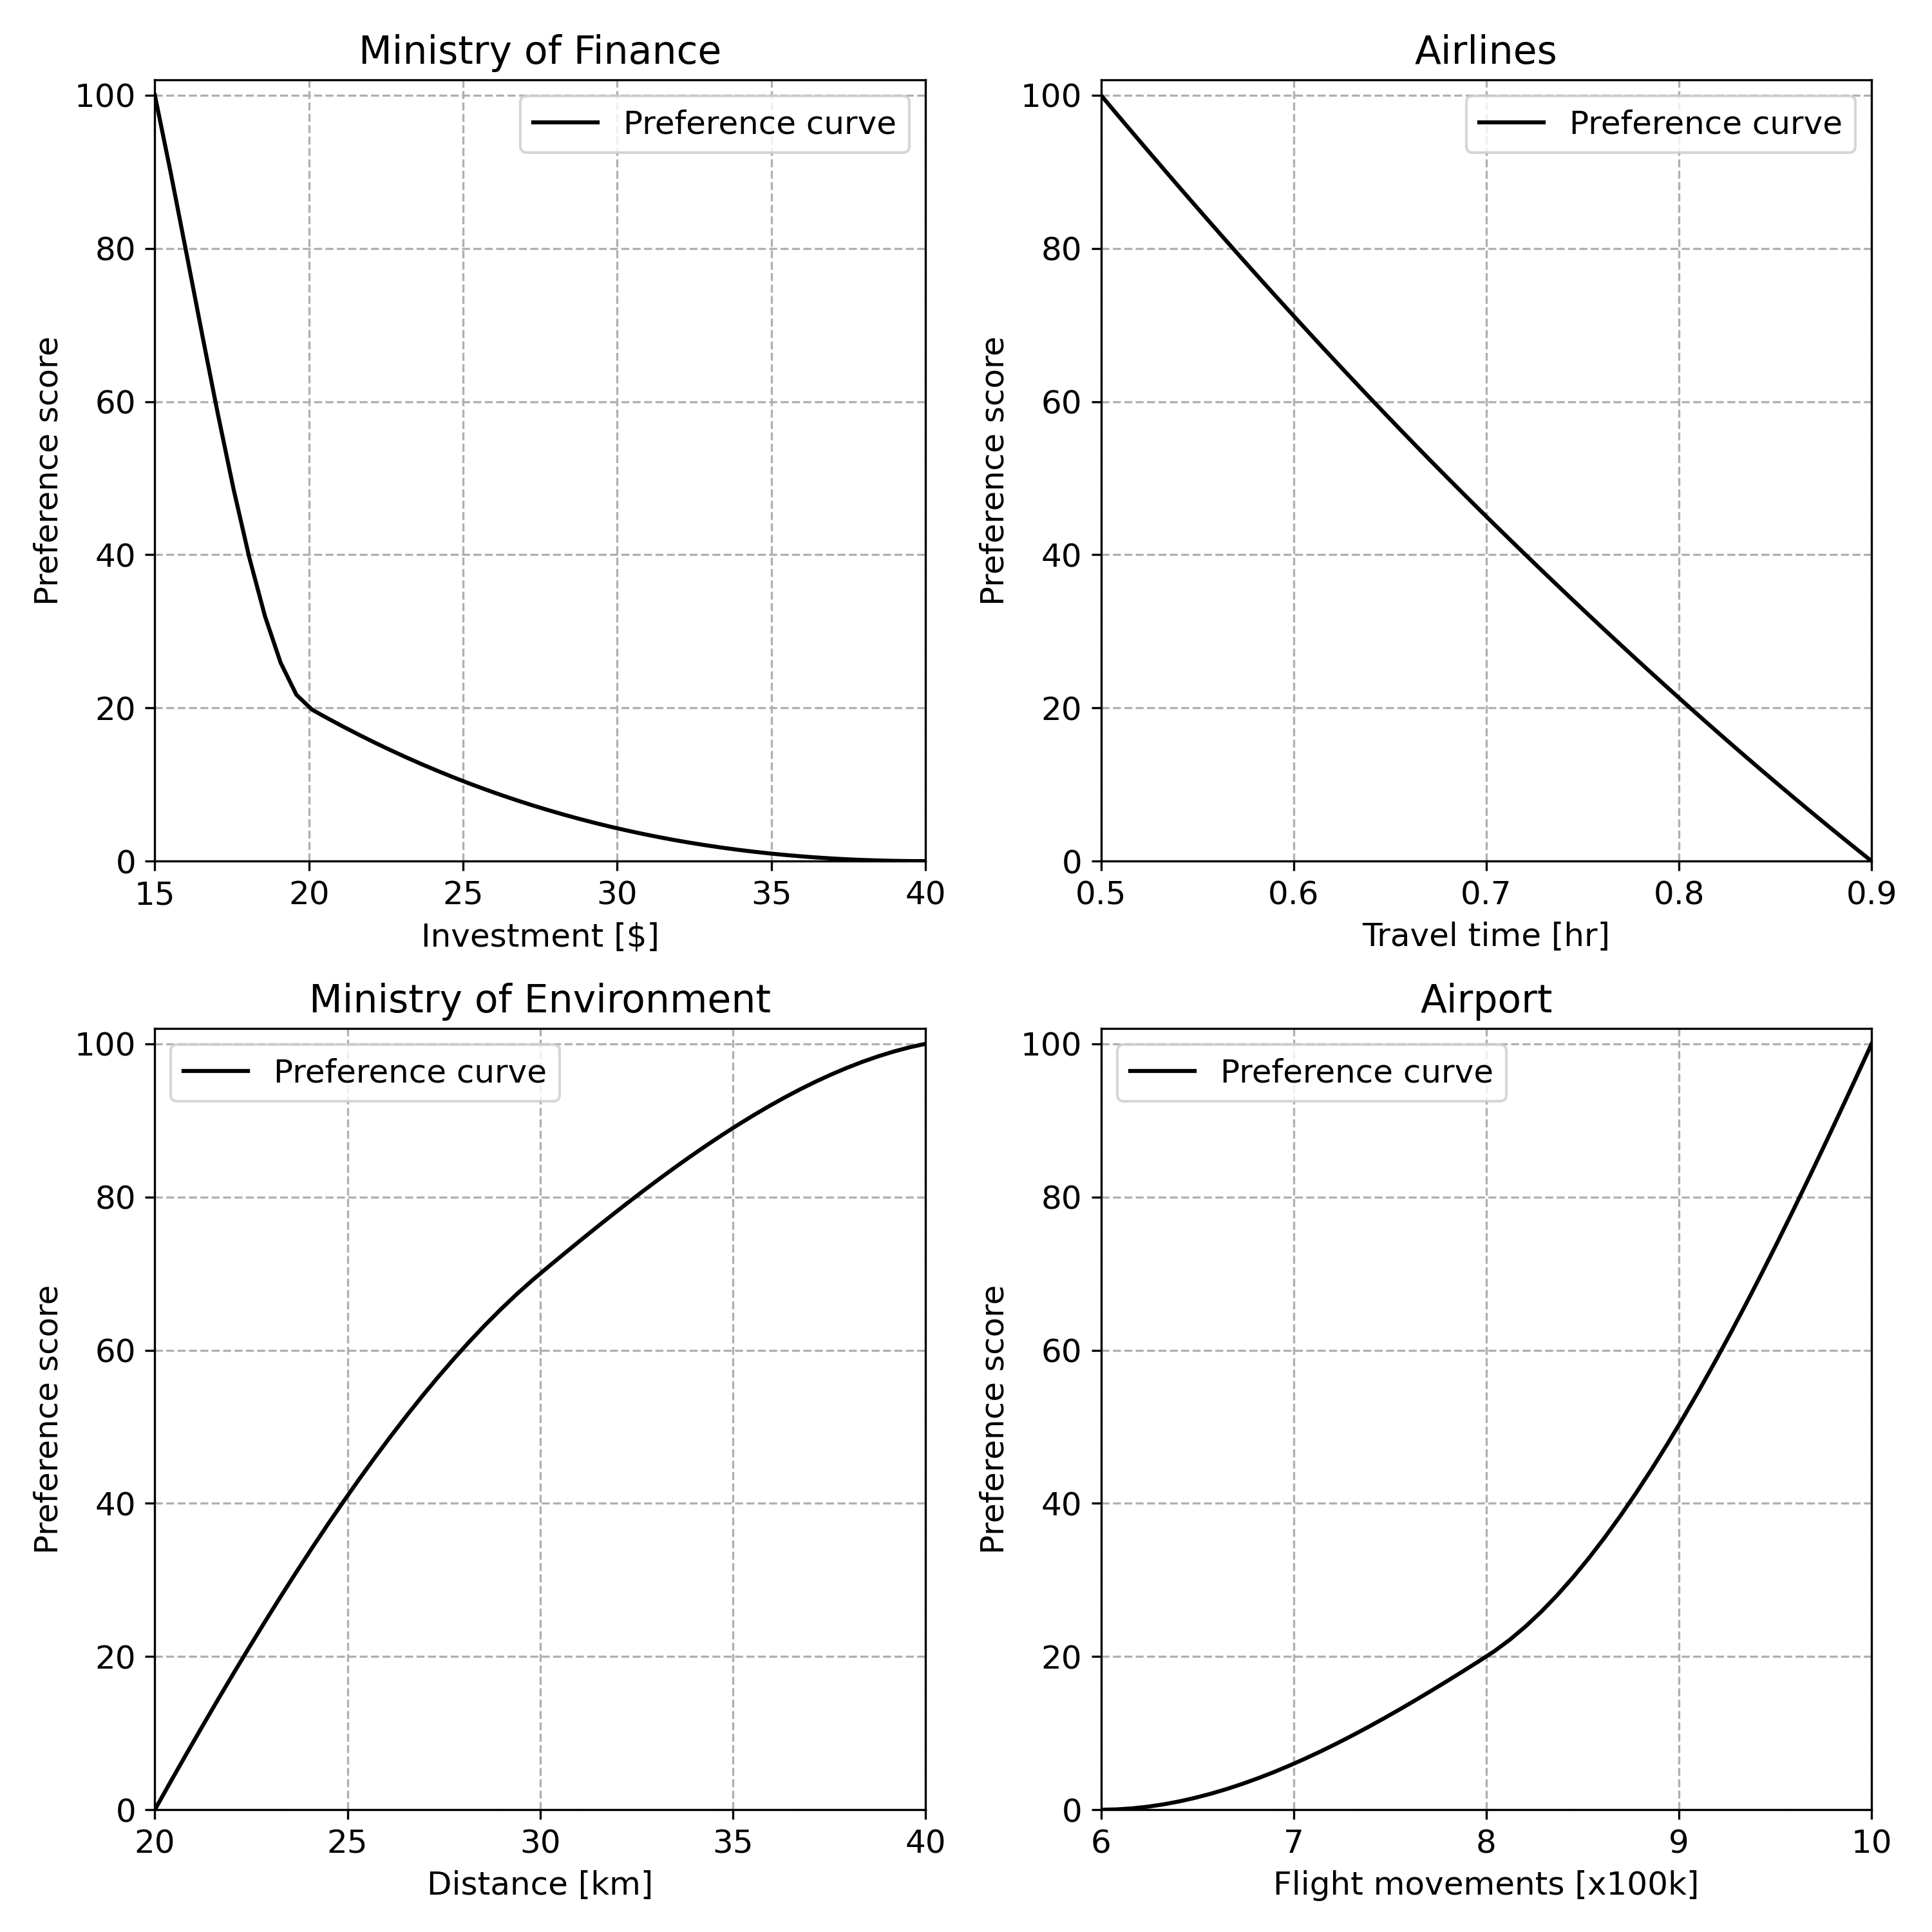 Ministry of Finance
Preference curve
100
80
60
40
20
0
Preference score
15 20 25 30 35 40
Investment [$]
Airlines
Preference curve
100
80
60
40
20
0
Preference score
0.5 0.6 0.7 0.8 0.9
Travel time [hr]
Ministry of Environment
Preference curve
100
80
60
40
20
0
Preference score
20 25 30 35 40
Distance [km]
Airport
Preference curve
100
80
60
40
20
0
Preference score
6 7 8 9 10
Flight movements [x100k]